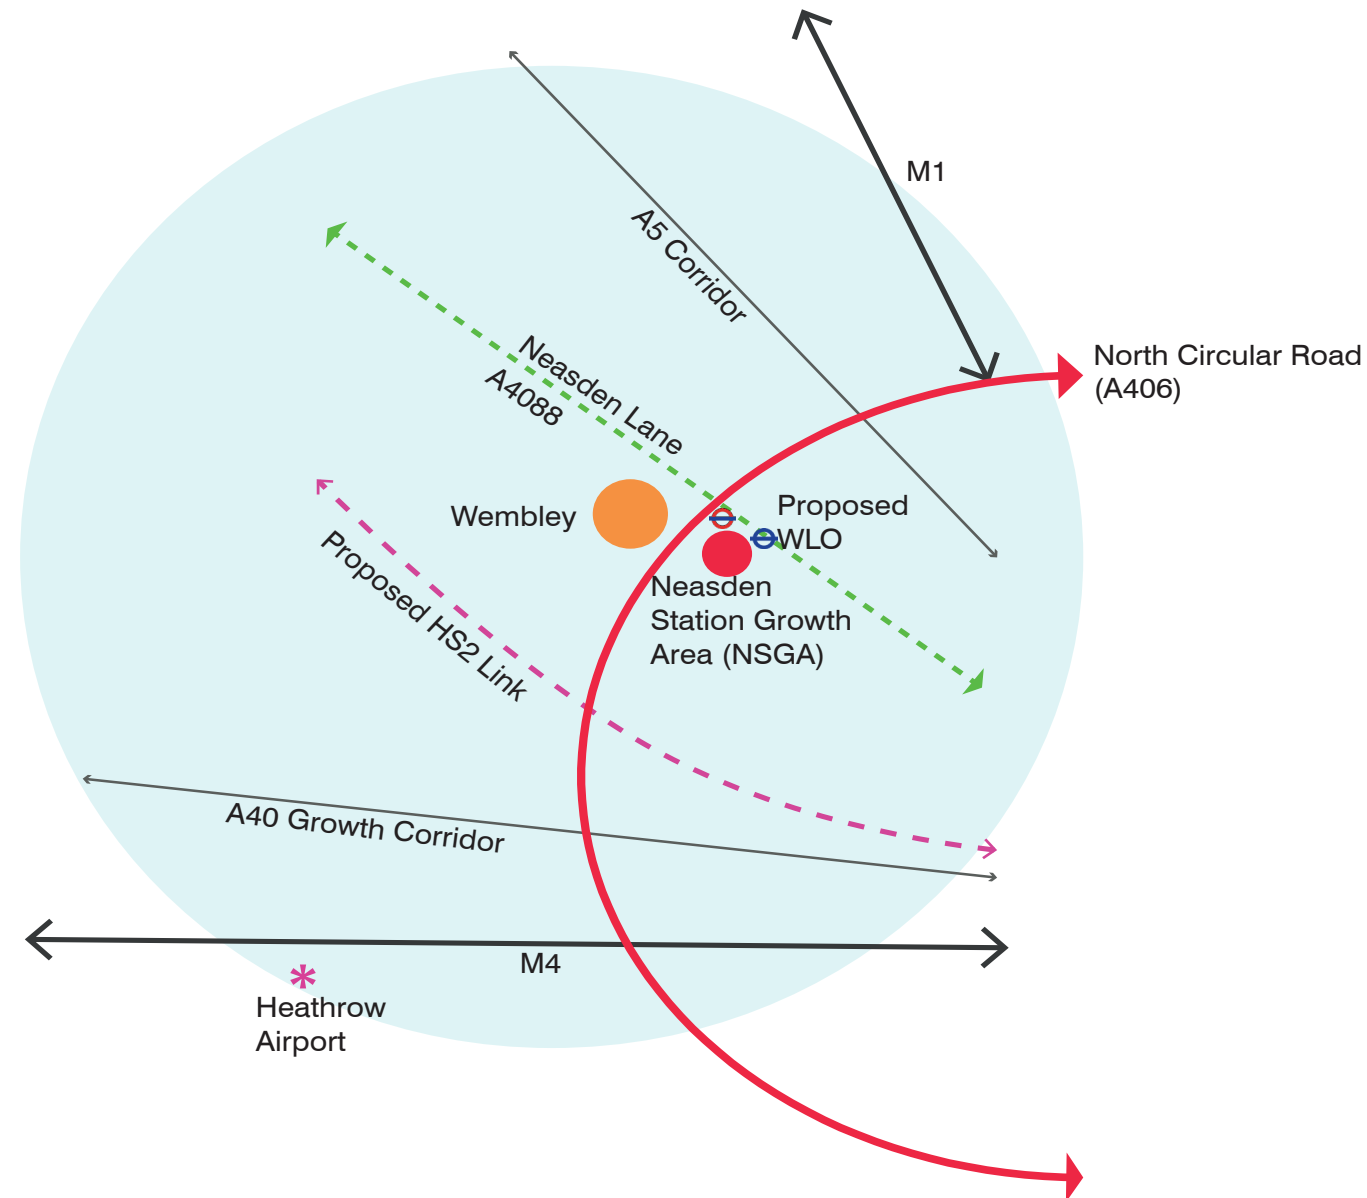 M1
A5 Corridor
North Circular Road
(A406)
Neasden Lane
A4088
Wembley
Proposed
WLO
Neasden
Station Growth
Area (NSGA)
Proposed HS2 Link
A40 Growth Corridor
M4
*
Heathrow
Airport